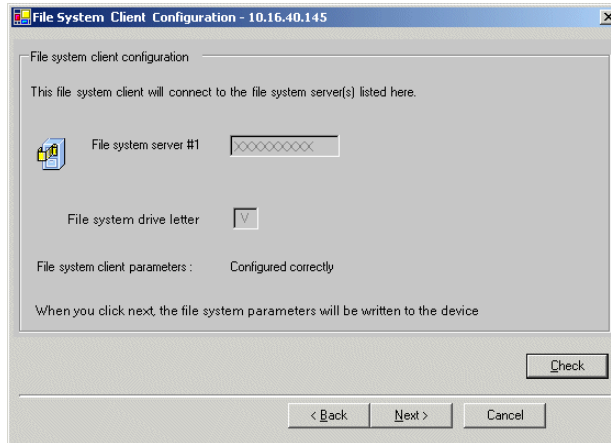 File System Client Configuration - 10.16.40.145
File system client configuration
This file system client will connect to the file system server(s) listed here.
File system server #1 XXXXXXXXXX
File system drive letter V
File system client parameters : Configured correctly
When you click next, the file system parameters will be written to the device
Check
< Back Next > Cancel